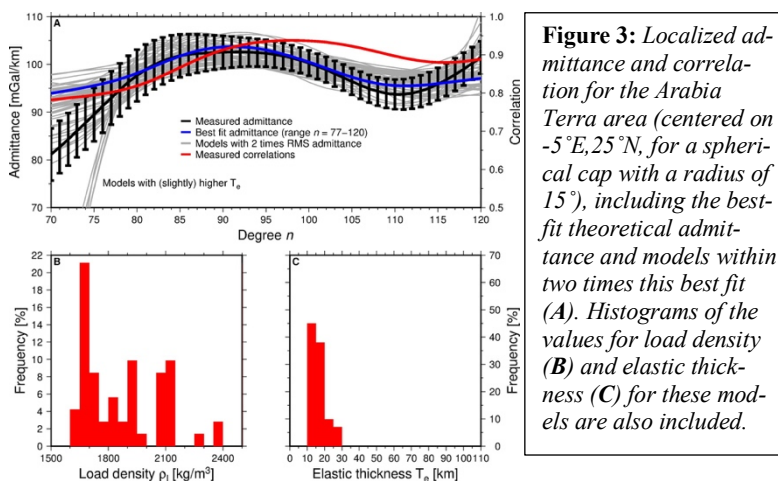 A
Admittance [mGal/km]
110
100
90
80
70
1.0
0.9
0.8
0.7
0.6
0.5
Correlation
Measured admittance
Best fit admittance (range n = 77–120)
Models with 2 times RMS admittance
Measured correlations
Models with (slightly) higher Te
70 75 80 85 90 95 100 105 110 115 120
Degree n
B
Frequency [%]
22
20
18
16
14
12
10
8
6
4
2
0
1500 1800 2100 2400
Load density ρl [kg/m³]
C
70
60
50
40
30
20
10
0
Frequency [%]
0 10 20 30 40 50 60 70 80 90 100 110
Elastic thickness Te [km]
Figure 3: Localized ad-
mittance and correla-
tion for the Arabia
Terra area (centered on
-5˚E,25˚N, for a spheri-
cal cap with a radius of
15˚), including the best-
fit theoretical admit-
tance and models within
two times this best fit
(A). Histograms of the
values for load density
(B) and elastic thick-
ness (C) for these mod-
els are also included.